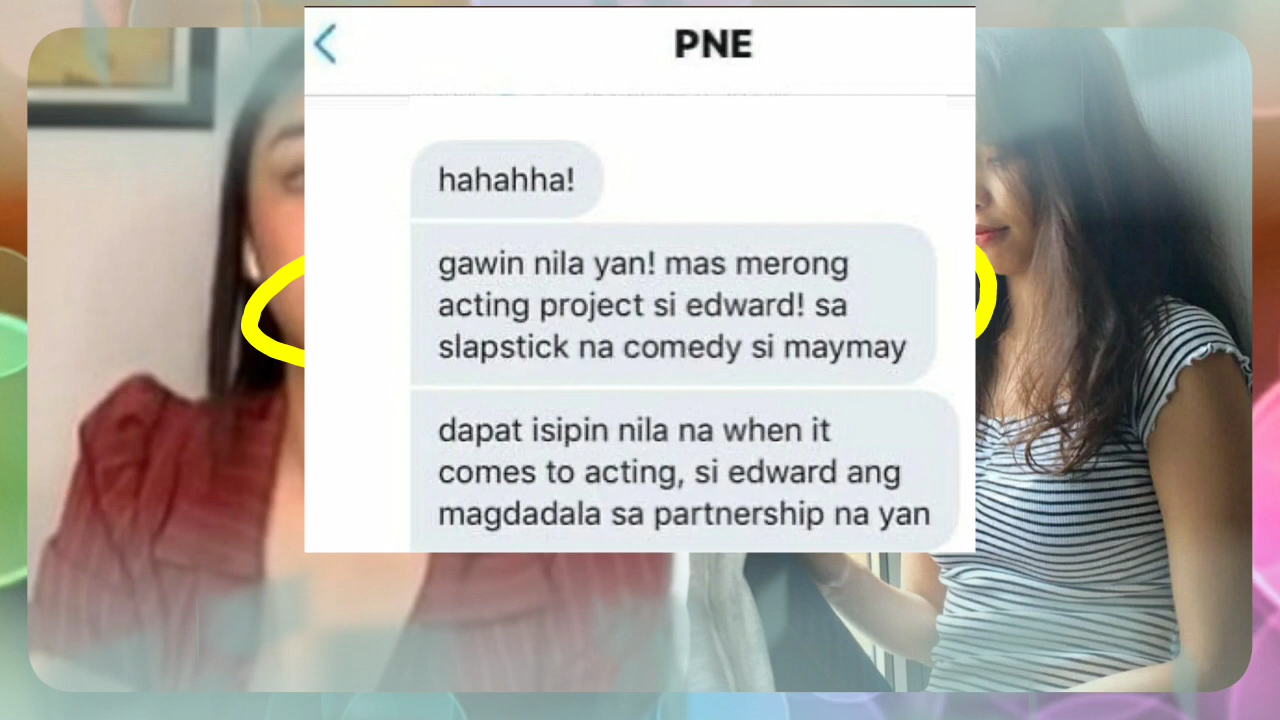 PNE
hahahha!
gawin nila yan! mas merong
acting project si edward! sa
slapstick na comedy si maymay
dapat isipin nila na when it
comes to acting, si edward ang
magdadala sa partnership na yan